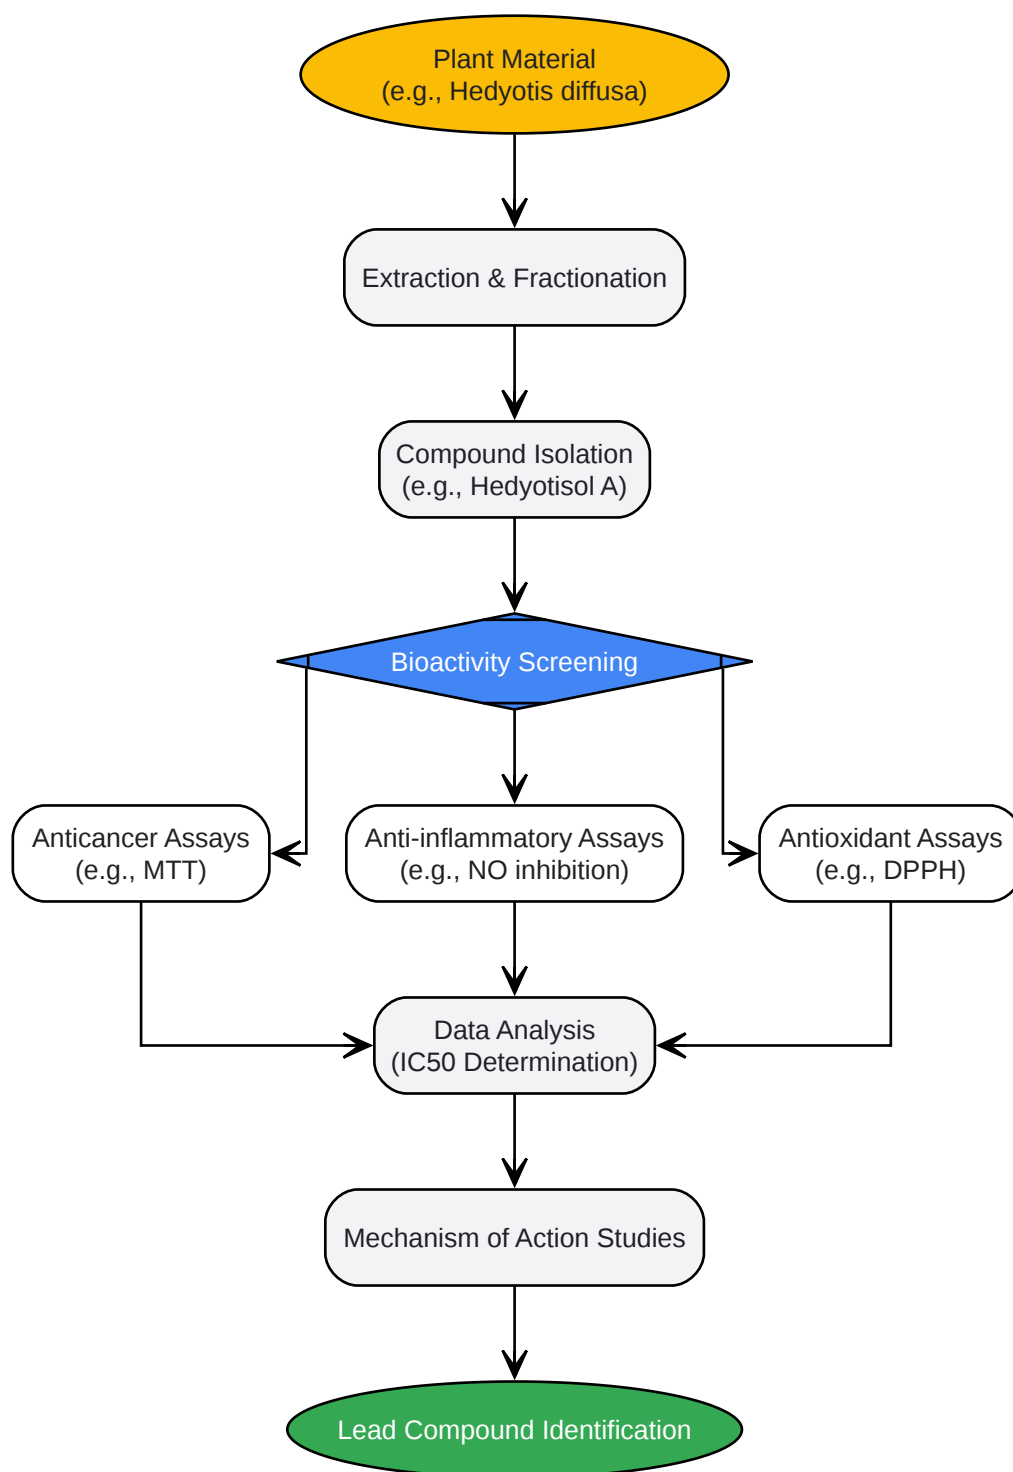 Plant Material
(e.g., Hedyotis diffusa)
Extraction & Fractionation
Compound Isolation
(e.g., Hedyotisol A)
Bioactivity Screening
Anticancer Assays
(e.g., MTT)
Anti-inflammatory Assays
(e.g., NO inhibition)
Antioxidant Assays
(e.g., DPPH)
Data Analysis
(IC50 Determination)
Mechanism of Action Studies
Lead Compound Identification